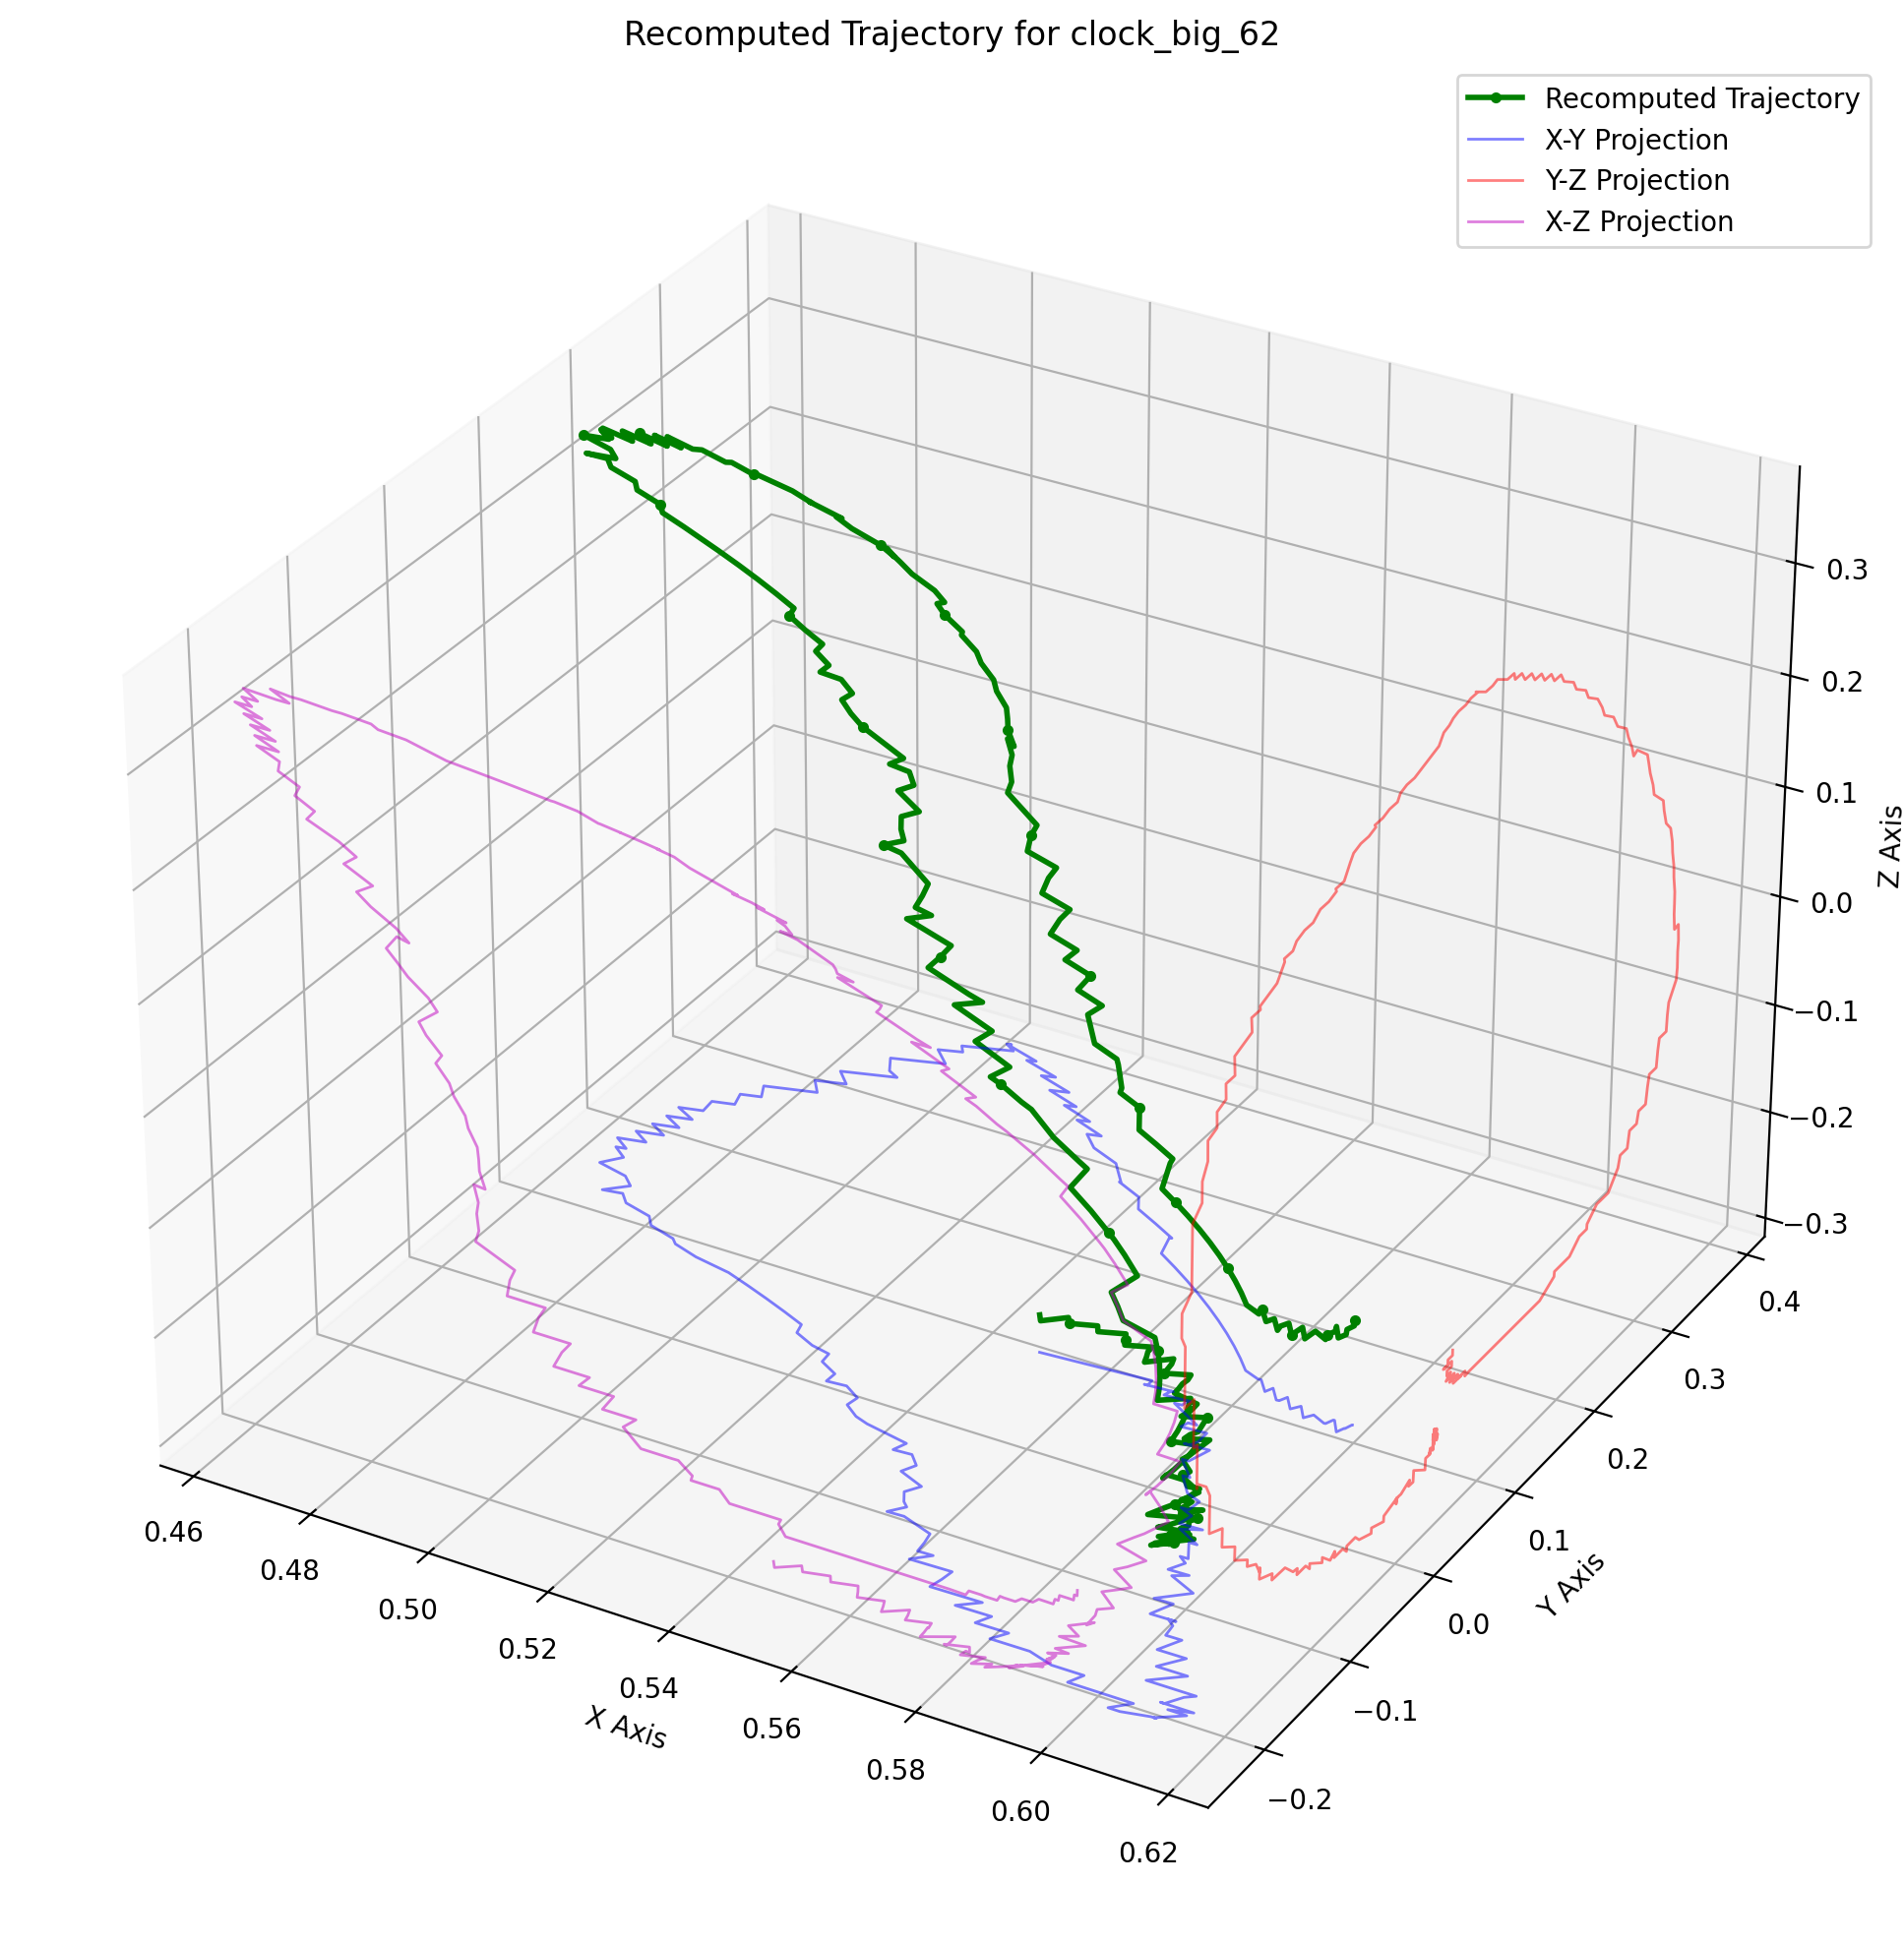 Recomputed Trajectory for clock_big_62
Recomputed Trajectory
X-Y Projection
Y-Z Projection
X-Z Projection
0.3
0.2
0.1
0.0
−0.1
−0.2
−0.3
Z Axis
0.4
0.3
0.2
0.1
0.0
−0.1
−0.2
Y Axis
0.46
0.48
0.50
0.52
0.54
0.56
0.58
0.60
0.62
X Axis